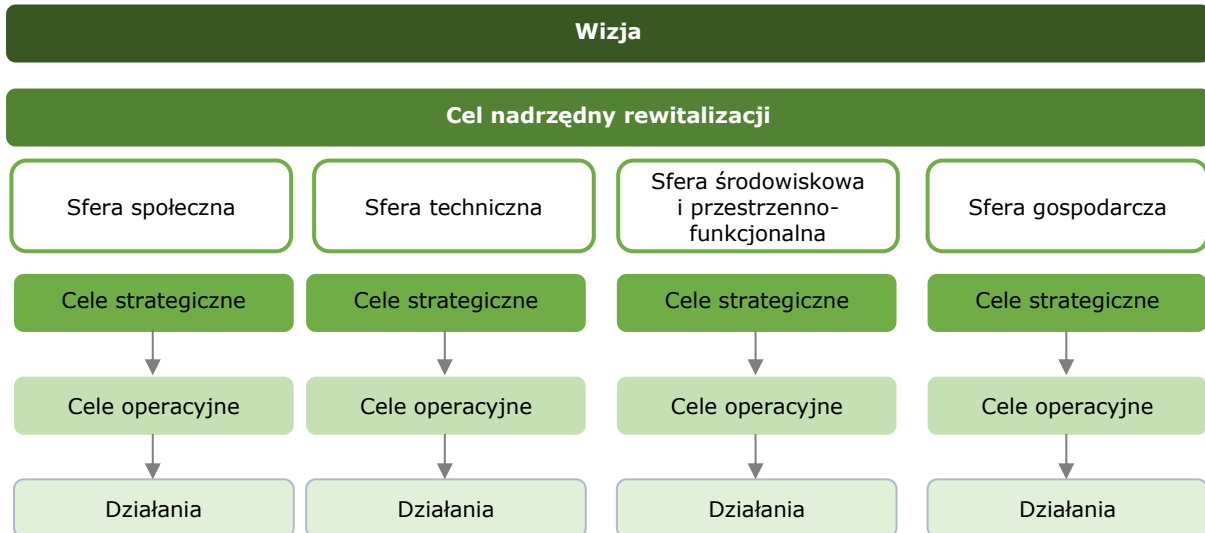 Wizja
Cel nadrzędny rewitalizacji
Sfera społeczna
Sfera techniczna
Sfera środowiskowa
i przestrzenno-
funkcjonalna
Sfera gospodarcza
Cele strategiczne
Cele strategiczne
Cele strategiczne
Cele strategiczne
Cele operacyjne
Cele operacyjne
Cele operacyjne
Cele operacyjne
Działania
Działania
Działania
Działania